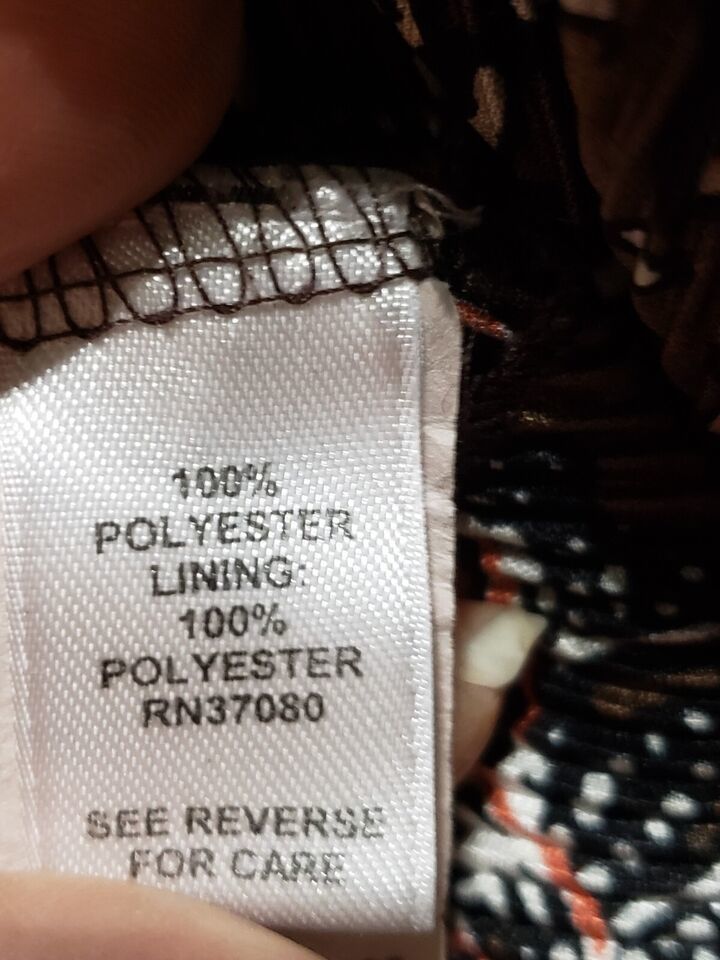 100%
POLYESTER
LINING:
100%
POLYESTER
RN37080
SEE REVERSE
FOR CARE